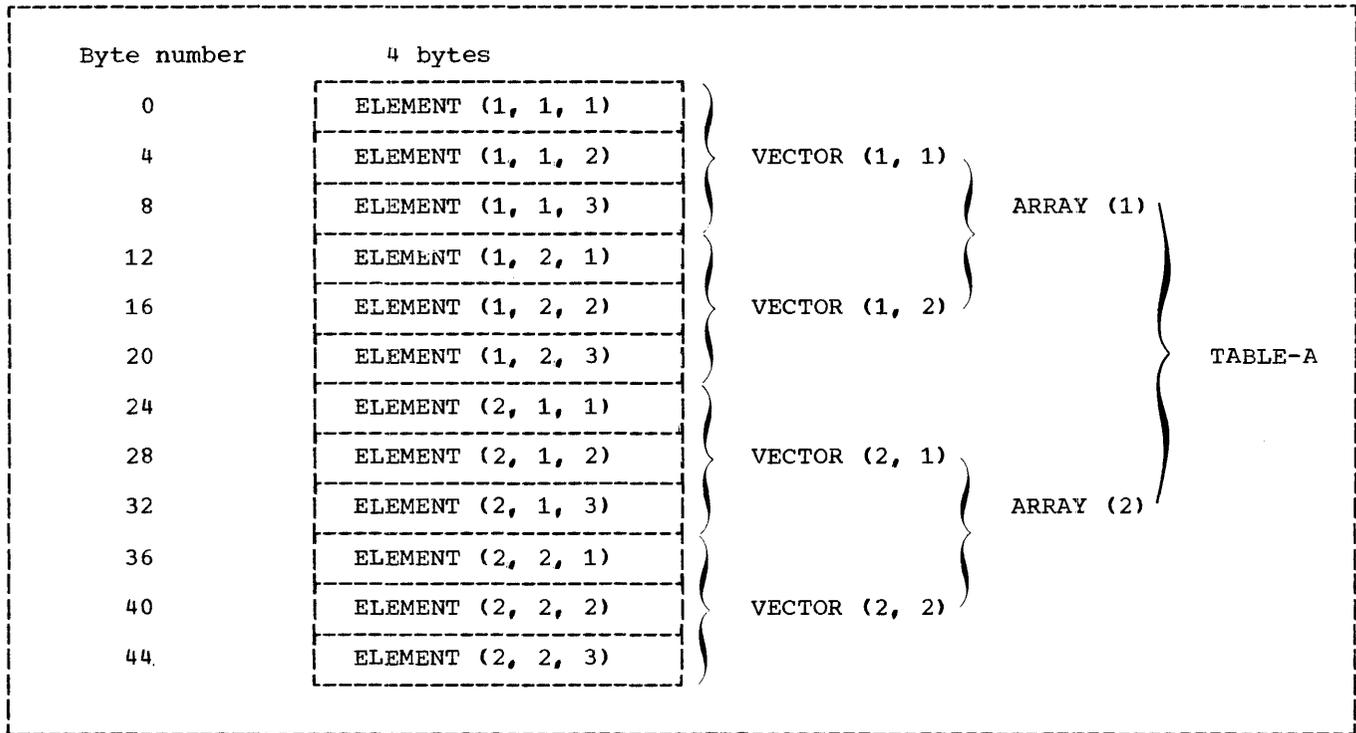 Byte number 4 bytes
0 ELEMENT (1, 1, 1)
4 ELEMENT (1, 1, 2) VECTOR (1, 1)
8 ELEMENT (1, 1, 3) ARRAY (1)
12 ELEMENT (1, 2, 1)
16 ELEMENT (1, 2, 2) VECTOR (1, 2)
20 ELEMENT (1, 2, 3) TABLE-A
24 ELEMENT (2, 1, 1)
28 ELEMENT (2, 1, 2) VECTOR (2, 1)
32 ELEMENT (2, 1, 3) ARRAY (2)
36 ELEMENT (2, 2, 1)
40 ELEMENT (2, 2, 2) VECTOR (2, 2)
44 ELEMENT (2, 2, 3)